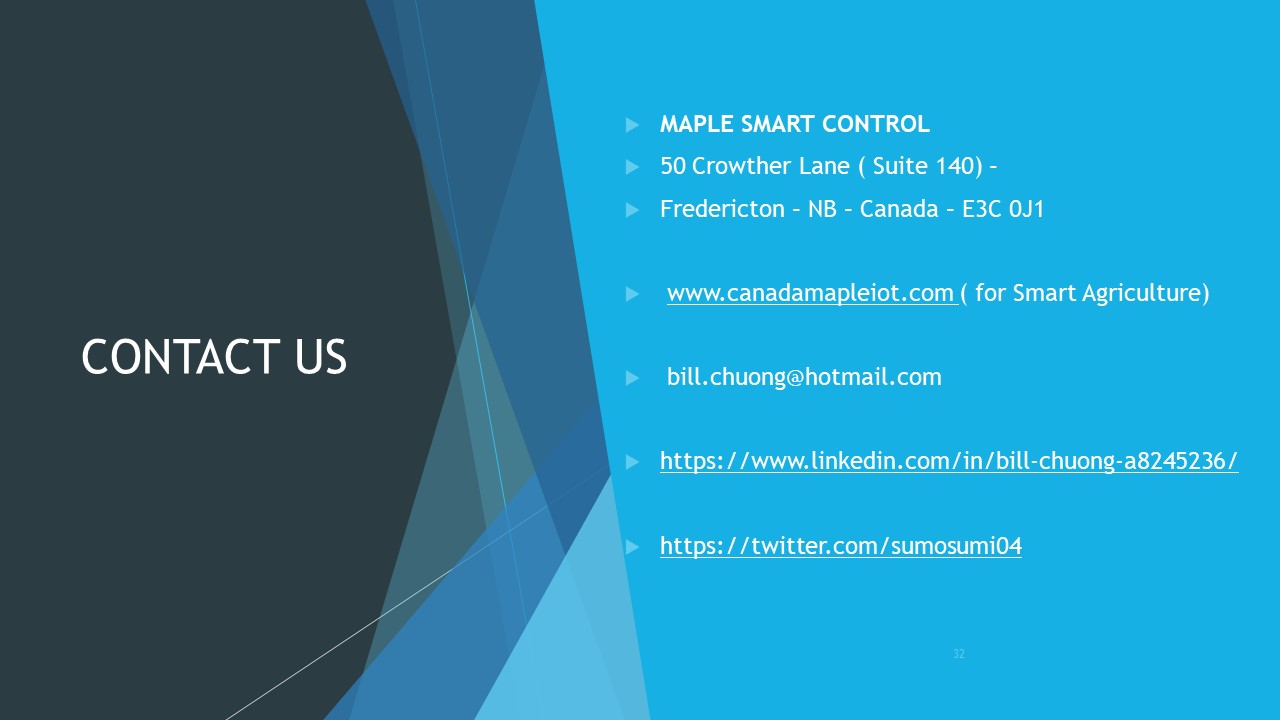 CONTACT US
MAPLE SMART CONTROL
50 Crowther Lane ( Suite 140) –
Fredericton – NB – Canada – E3C 0J1
www.canadamapleiot.com ( for Smart Agriculture)
bill.chuong@hotmail.com
https://www.linkedin.com/in/bill-chuong-a8245236/
https://twitter.com/sumosumi04
32